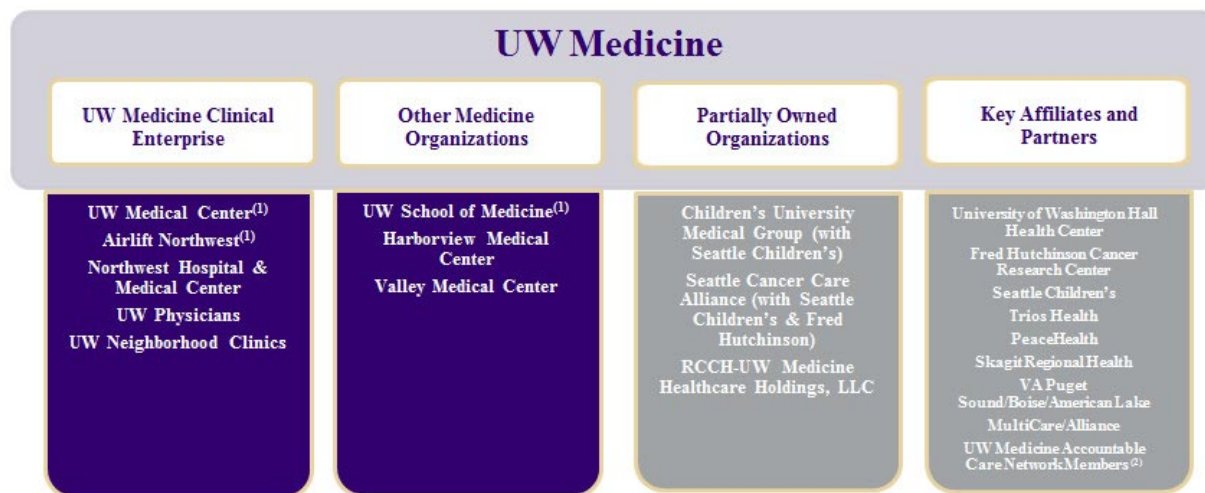 UW Medicine
UW Medicine Clinical
Enterprise
UW Medical Center(1)
Airlift Northwest(1)
Northwest Hospital &
Medical Center
UW Physicians
UW Neighborhood Clinics
Other Medicine
Organizations
UW School of Medicine(1)
Harborview Medical
Center
Valley Medical Center
Partially Owned
Organizations
Children's University
Medical Group (with
Seattle Children's)
Seattle Cancer Care
Alliance (with Seattle
Children's & Fred
Hutchinson)
RCCH-UW Medicine
Healthcare Holdings, LLC
Key Affiliates and
Partners
University of Washington Hall
Health Center
Fred Hutchinson Cancer
Research Center
Seattle Children's
Trios Health
PeaceHealth
Skagit Regional Health
VA Puget
Sound/Boise/American Lake
MultiCare/Alliance
UW Medicine Accountable
Care Network Members(2)